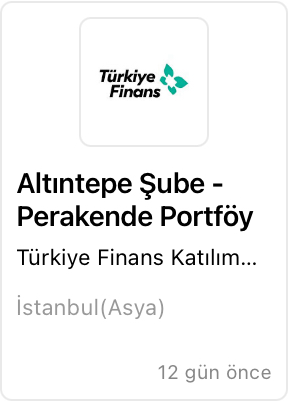 Türkiye
Finans
Altıntepe Şube -
Perakende Portföy
Türkiye Finans Katılım...
İstanbul(Asya)
12 gün önce